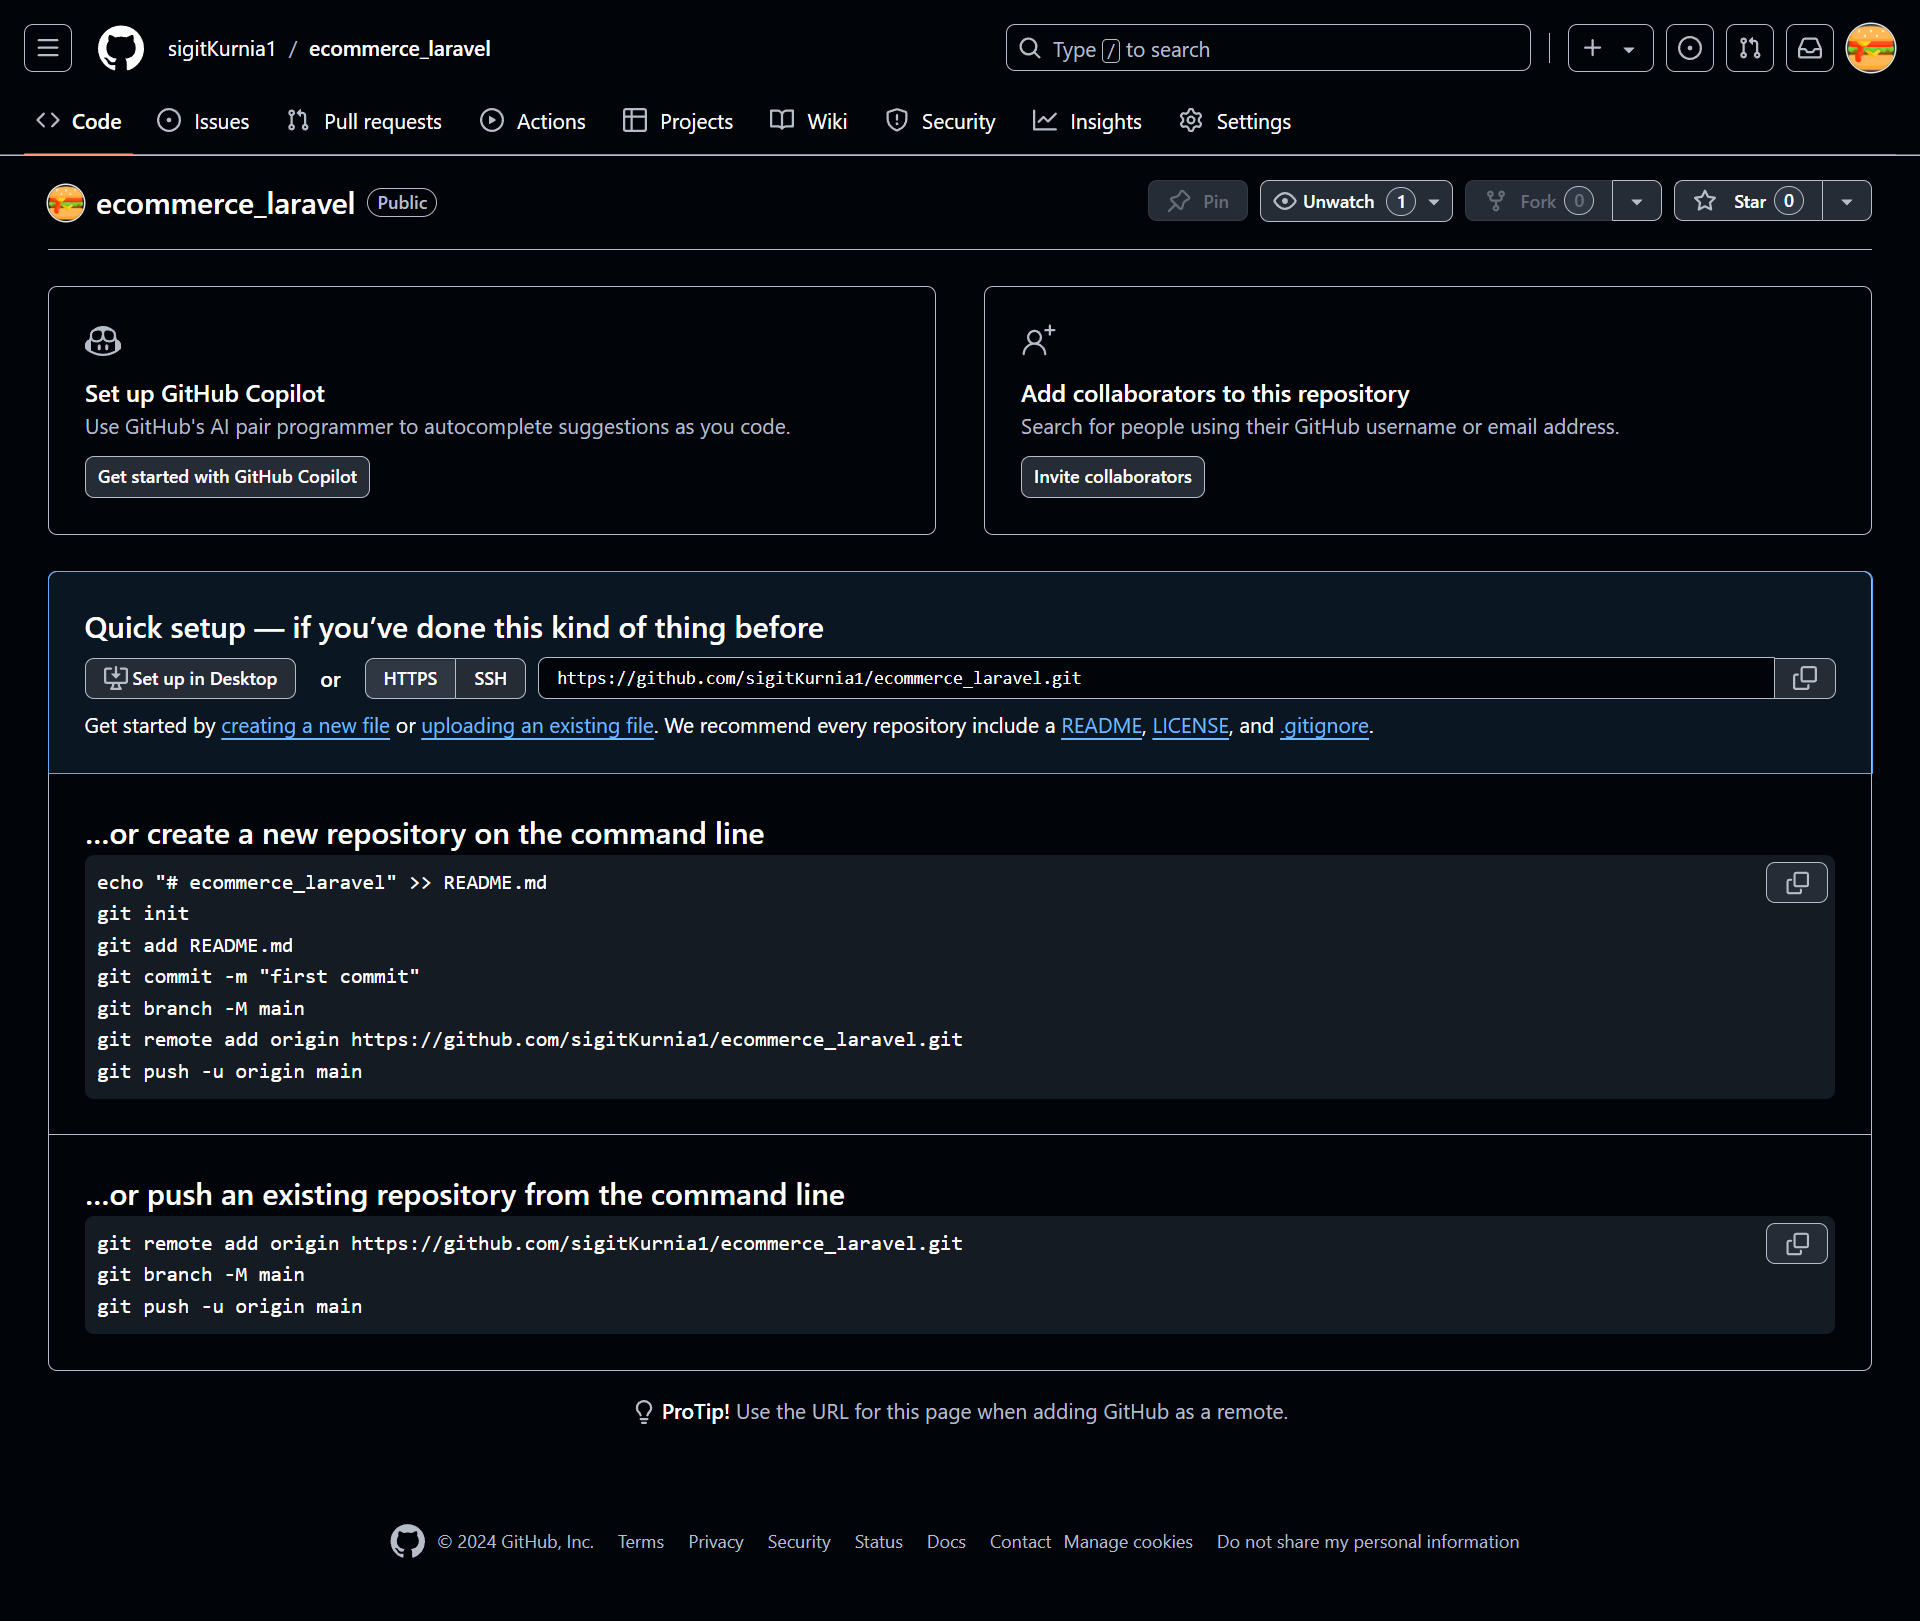 sigitKurnia1 / ecommerce_laravel
Type / to search
Code Issues Pull requests Actions Projects Wiki Security Insights Settings
ecommerce_laravel Public
Pin Unwatch 1 Fork 0 Star 0
Set up GitHub Copilot
Use GitHub's AI pair programmer to autocomplete suggestions as you code.
Get started with GitHub Copilot
Add collaborators to this repository
Search for people using their GitHub username or email address.
Invite collaborators
Quick setup — if you’ve done this kind of thing before
Set up in Desktop or HTTPS SSH https://github.com/sigitKurnia1/ecommerce_laravel.git
Get started by creating a new file or uploading an existing file. We recommend every repository include a README, LICENSE, and .gitignore.
…or create a new repository on the command line
echo "# ecommerce_laravel" >> README.md
git init
git add README.md
git commit -m "first commit"
git branch -M main
git remote add origin https://github.com/sigitKurnia1/ecommerce_laravel.git
git push -u origin main
…or push an existing repository from the command line
git remote add origin https://github.com/sigitKurnia1/ecommerce_laravel.git
git branch -M main
git push -u origin main
ProTip! Use the URL for this page when adding GitHub as a remote.
© 2024 GitHub, Inc. Terms Privacy Security Status Docs Contact Manage cookies Do not share my personal information